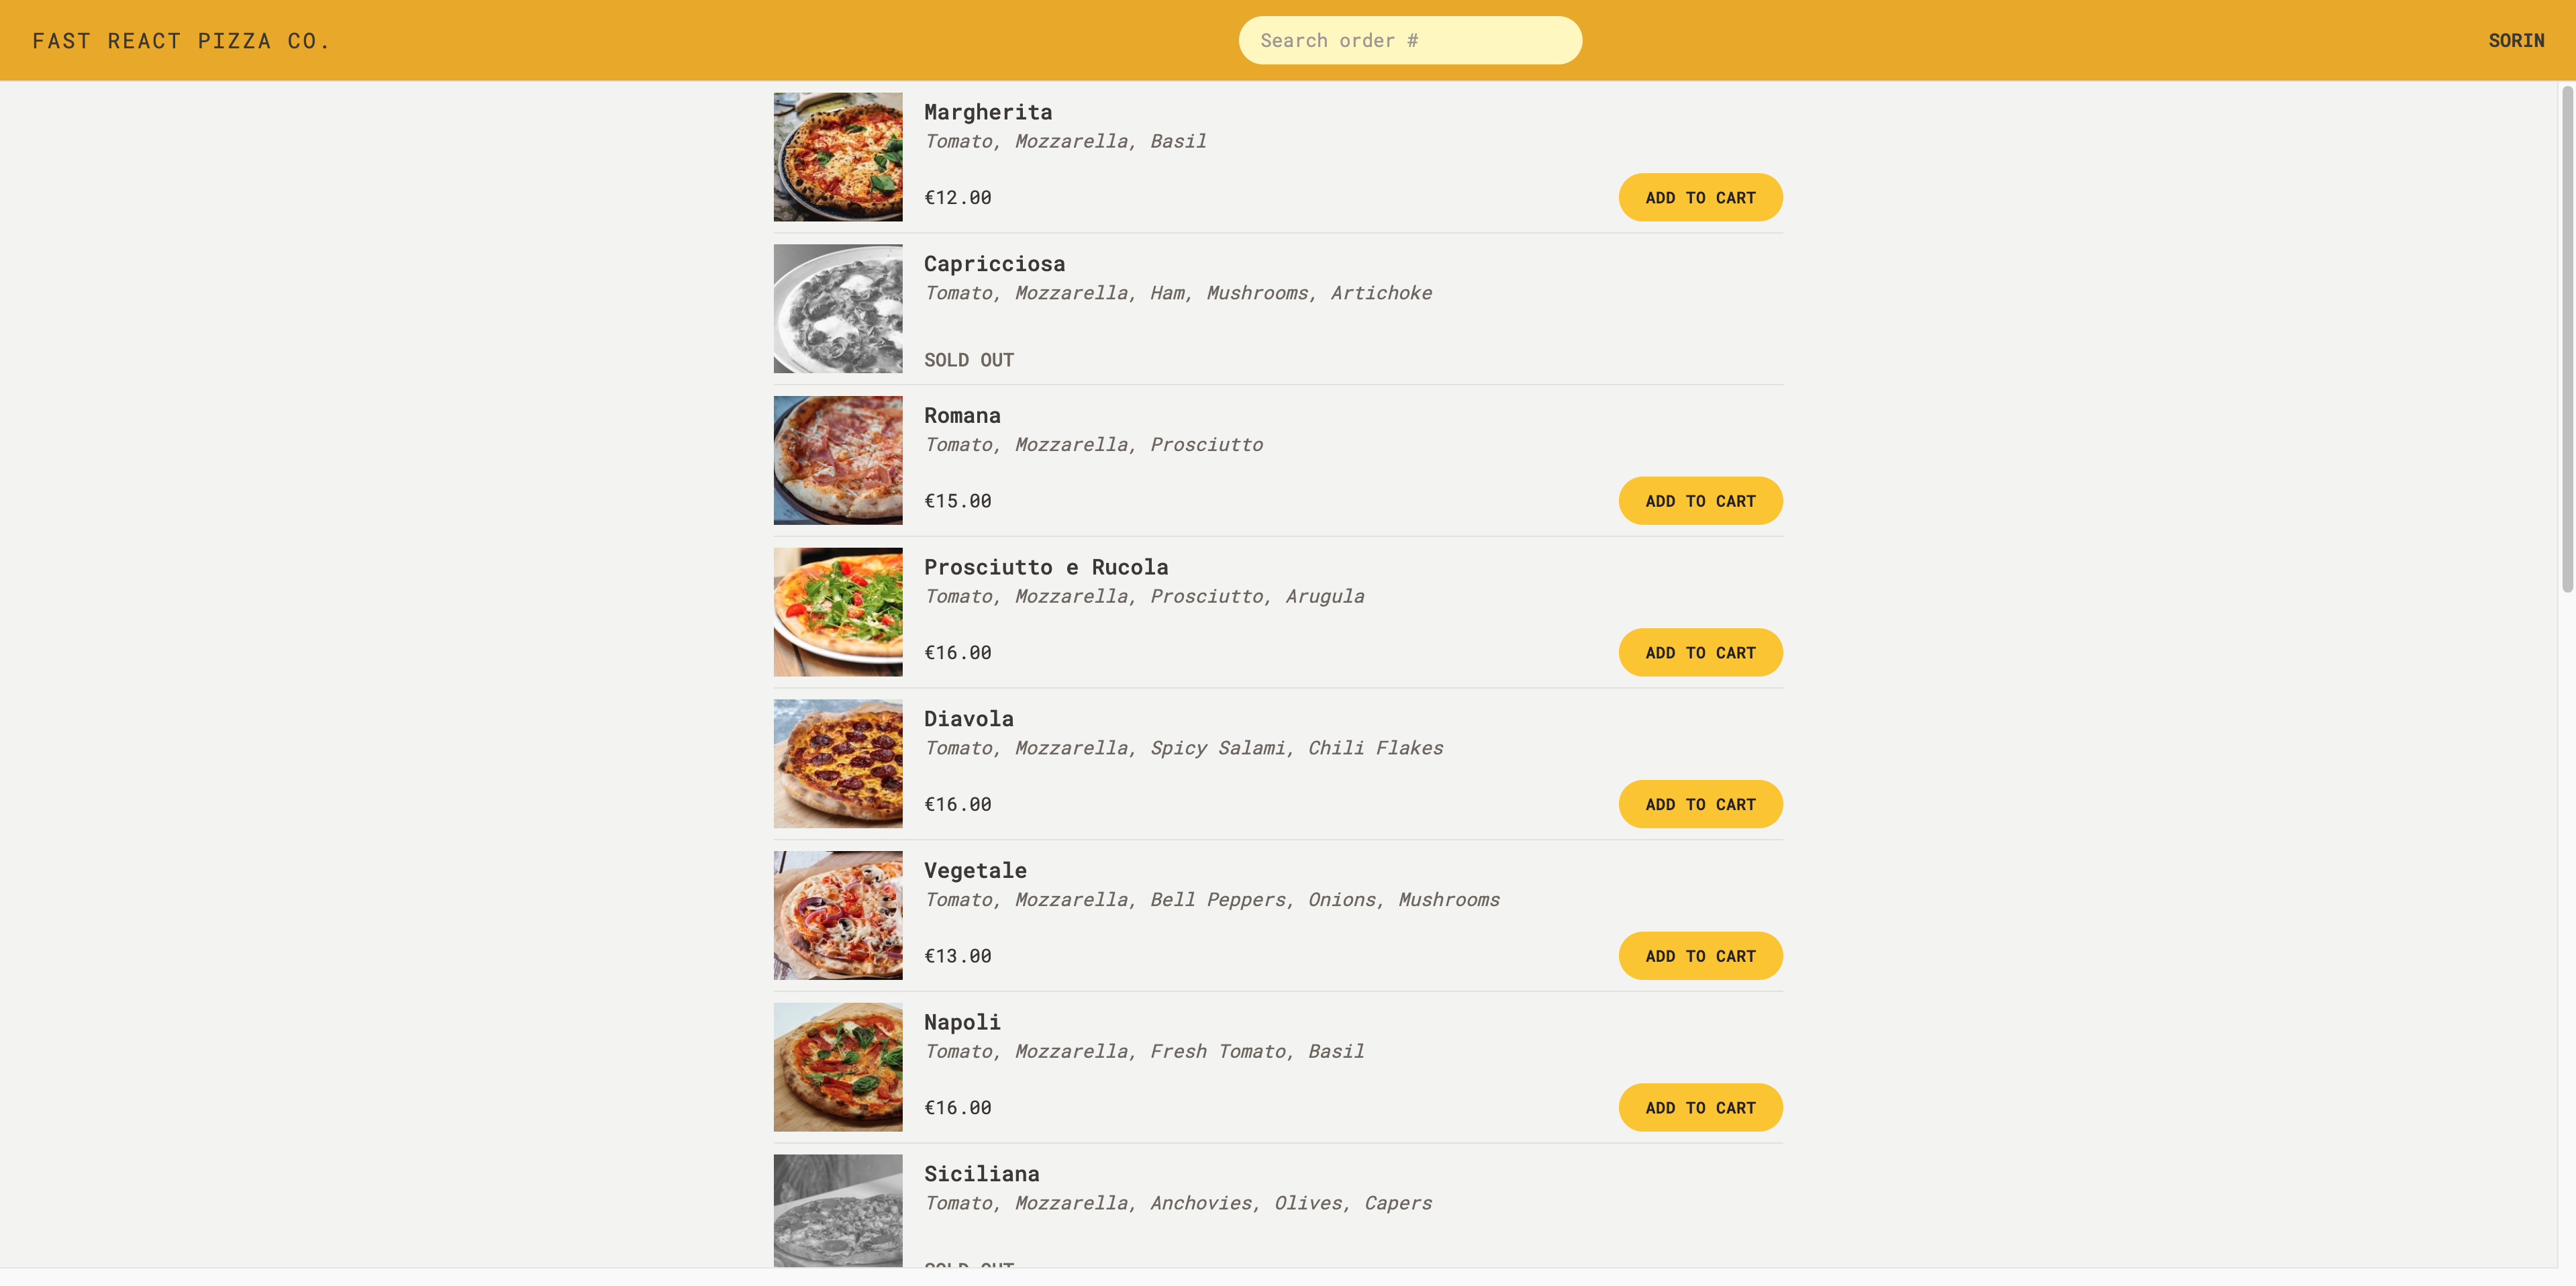 FAST REACT PIZZA CO.
Search order #
SORIN
Margherita
Tomato, Mozzarella, Basil
€12.00
ADD TO CART
Capricciosa
Tomato, Mozzarella, Ham, Mushrooms, Artichoke
SOLD OUT
Romana
Tomato, Mozzarella, Prosciutto
€15.00
ADD TO CART
Prosciutto e Rucola
Tomato, Mozzarella, Prosciutto, Arugula
€16.00
ADD TO CART
Diavola
Tomato, Mozzarella, Spicy Salami, Chili Flakes
€16.00
ADD TO CART
Vegetale
Tomato, Mozzarella, Bell Peppers, Onions, Mushrooms
€13.00
ADD TO CART
Napoli
Tomato, Mozzarella, Fresh Tomato, Basil
€16.00
ADD TO CART
Siciliana
Tomato, Mozzarella, Anchovies, Olives, Capers
SOLD OUT